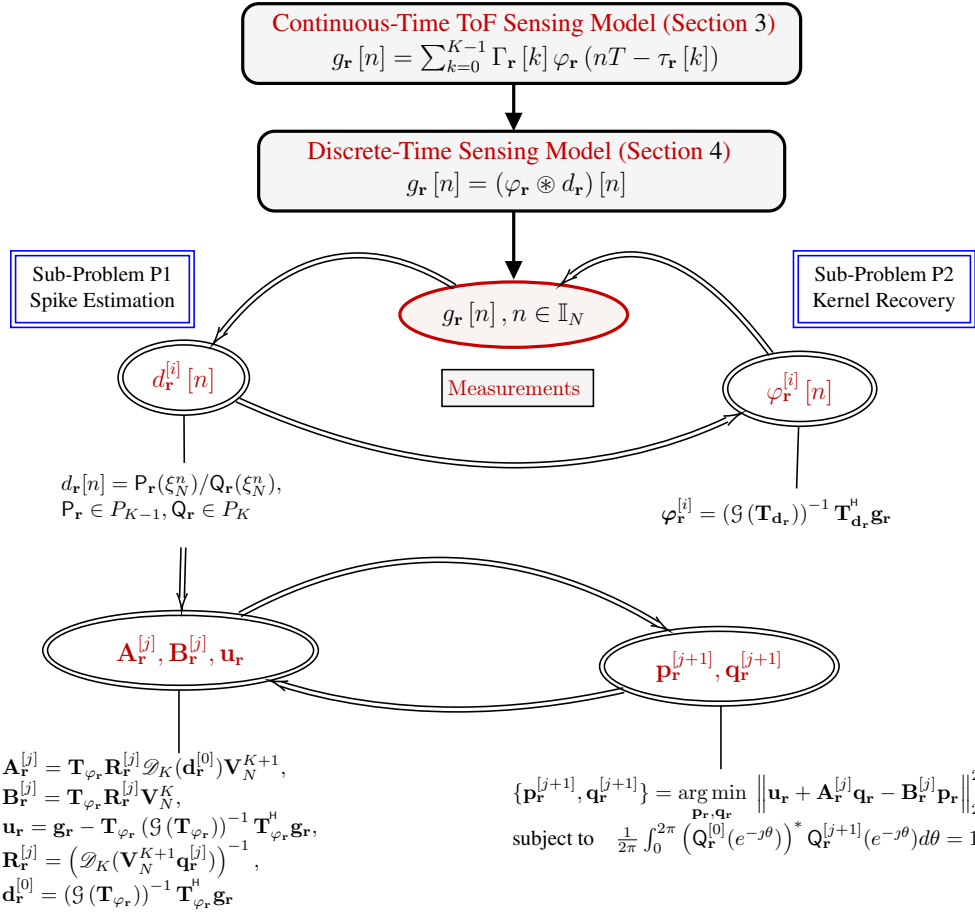 Continuous-Time ToF Sensing Model (Section 3)
g_𝐫 [n] = ∑_{k=0}^{K−1} Γ_𝐫 [k] φ_𝐫 (nT − τ_𝐫 [k])
Discrete-Time Sensing Model (Section 4)
g_𝐫 [n] = (φ_𝐫 ⊛ d_𝐫) [n]
Sub-Problem P1
Spike Estimation
Sub-Problem P2
Kernel Recovery
g_𝐫 [n] , n ∈ 𝕀_N
d_𝐫^{[i]} [n]
Measurements
φ_𝐫^{[i]} [n]
d_𝐫[n] = P_𝐫(ξ_N^n)/Q_𝐫(ξ_N^n),
P_𝐫 ∈ P_{K−1}, Q_𝐫 ∈ P_K
𝛗_𝐫^{[i]} = (𝒢 (𝐓_{𝐝_𝐫}))^{−1} 𝐓_{𝐝_𝐫}^H 𝐠_𝐫
𝐀_𝐫^{[j]}, 𝐁_𝐫^{[j]}, 𝐮_𝐫
𝐩_𝐫^{[j+1]}, 𝐪_𝐫^{[j+1]}
𝐀_𝐫^{[j]} = 𝐓_{φ_𝐫} 𝐑_𝐫^{[j]} 𝒟_K(𝐝_𝐫^{[0]}) 𝐕_N^{K+1},
𝐁_𝐫^{[j]} = 𝐓_{φ_𝐫} 𝐑_𝐫^{[j]} 𝐕_N^K,
𝐮_𝐫 = 𝐠_𝐫 − 𝐓_{φ_𝐫} (𝒢 (𝐓_{φ_𝐫}))^{−1} 𝐓_{φ_𝐫}^H 𝐠_𝐫,
𝐑_𝐫^{[j]} = (𝒟_K(𝐕_N^{K+1} 𝐪_𝐫^{[j]}))^{−1},
𝐝_𝐫^{[0]} = (𝒢 (𝐓_{φ_𝐫}))^{−1} 𝐓_{φ_𝐫}^H 𝐠_𝐫
{𝐩_𝐫^{[j+1]}, 𝐪_𝐫^{[j+1]}} = arg min_{𝐩_𝐫,𝐪_𝐫} ‖𝐮_𝐫 + 𝐀_𝐫^{[j]} 𝐪_𝐫 − 𝐁_𝐫^{[j]} 𝐩_𝐫‖_2^2
subject to 1/2π ∫_0^{2π} (Q_𝐫^{[0]}(e^{−ȷθ}))^* Q_𝐫^{[j+1]}(e^{−ȷθ})dθ = 1